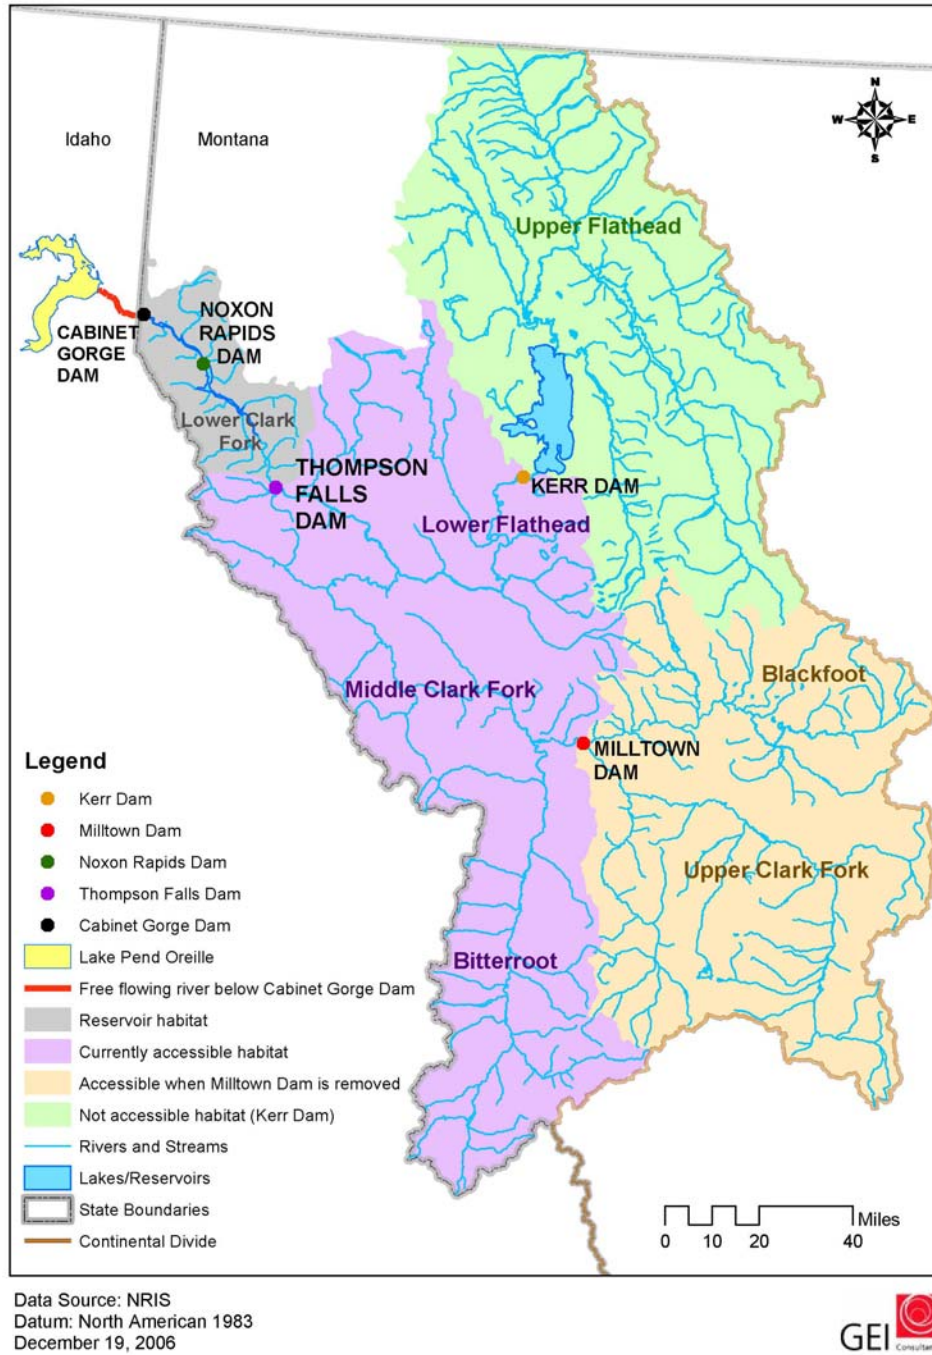 N
W
E
S
Idaho
Montana
Upper Flathead
NOXON
RAPIDS
DAM
CABINET
GORGE
DAM
Lower Clark
Fork
THOMPSON
FALLS
DAM
KERR DAM
Lower Flathead
Blackfoot
Middle Clark Fork
MILLTOWN
DAM
Upper Clark Fork
Bitterroot
Legend
Kerr Dam
Milltown Dam
Noxon Rapids Dam
Thompson Falls Dam
Cabinet Gorge Dam
Lake Pend Oreille
Free flowing river below Cabinet Gorge Dam
Reservoir habitat
Currently accessible habitat
Accessible when Milltown Dam is removed
Not accessible habitat (Kerr Dam)
Rivers and Streams
Lakes/Reservoirs
State Boundaries
Continental Divide
Miles
0 10 20 40
Data Source: NRIS
Datum: North American 1983
December 19, 2006
GEI